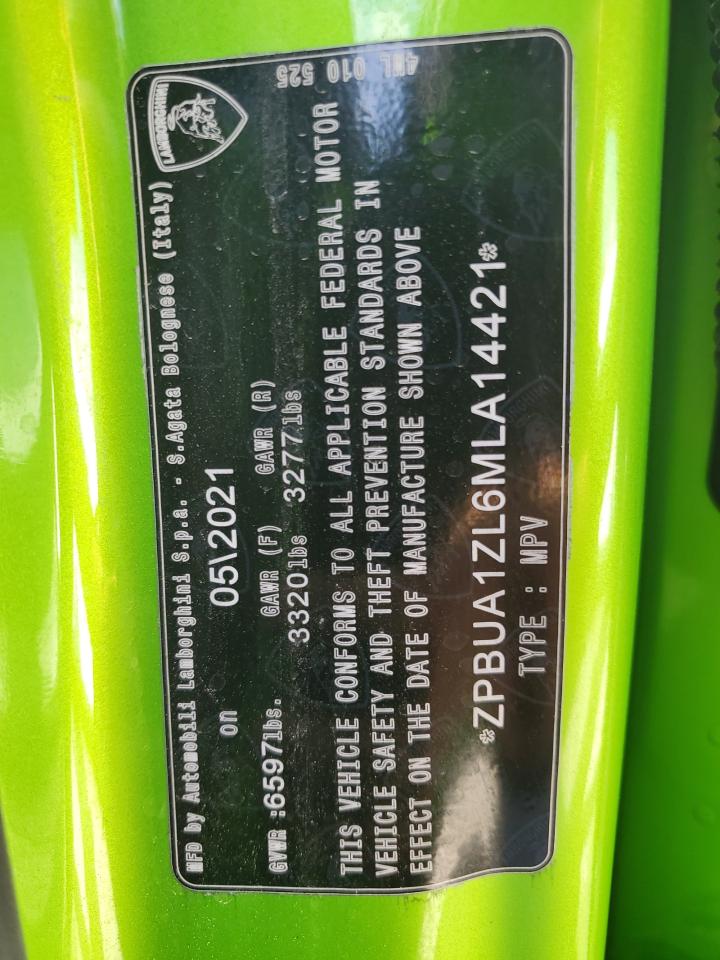 LAMBORGHINI
4ML 010 525
MFD by Automobili Lamborghini S.p.a. - S.Agata Bolognese (Italy)
on 05\2021
GVWR :6597lbs. GAWR (F) GAWR (R)
3320lbs 3277lbs
THIS VEHICLE CONFORMS TO ALL APPLICABLE FEDERAL MOTOR
VEHICLE SAFETY AND THEFT PREVENTION STANDARDS IN
EFFECT ON THE DATE OF MANUFACTURE SHOWN ABOVE
*ZPBUA1ZL6MLA14421*
TYPE : MPV